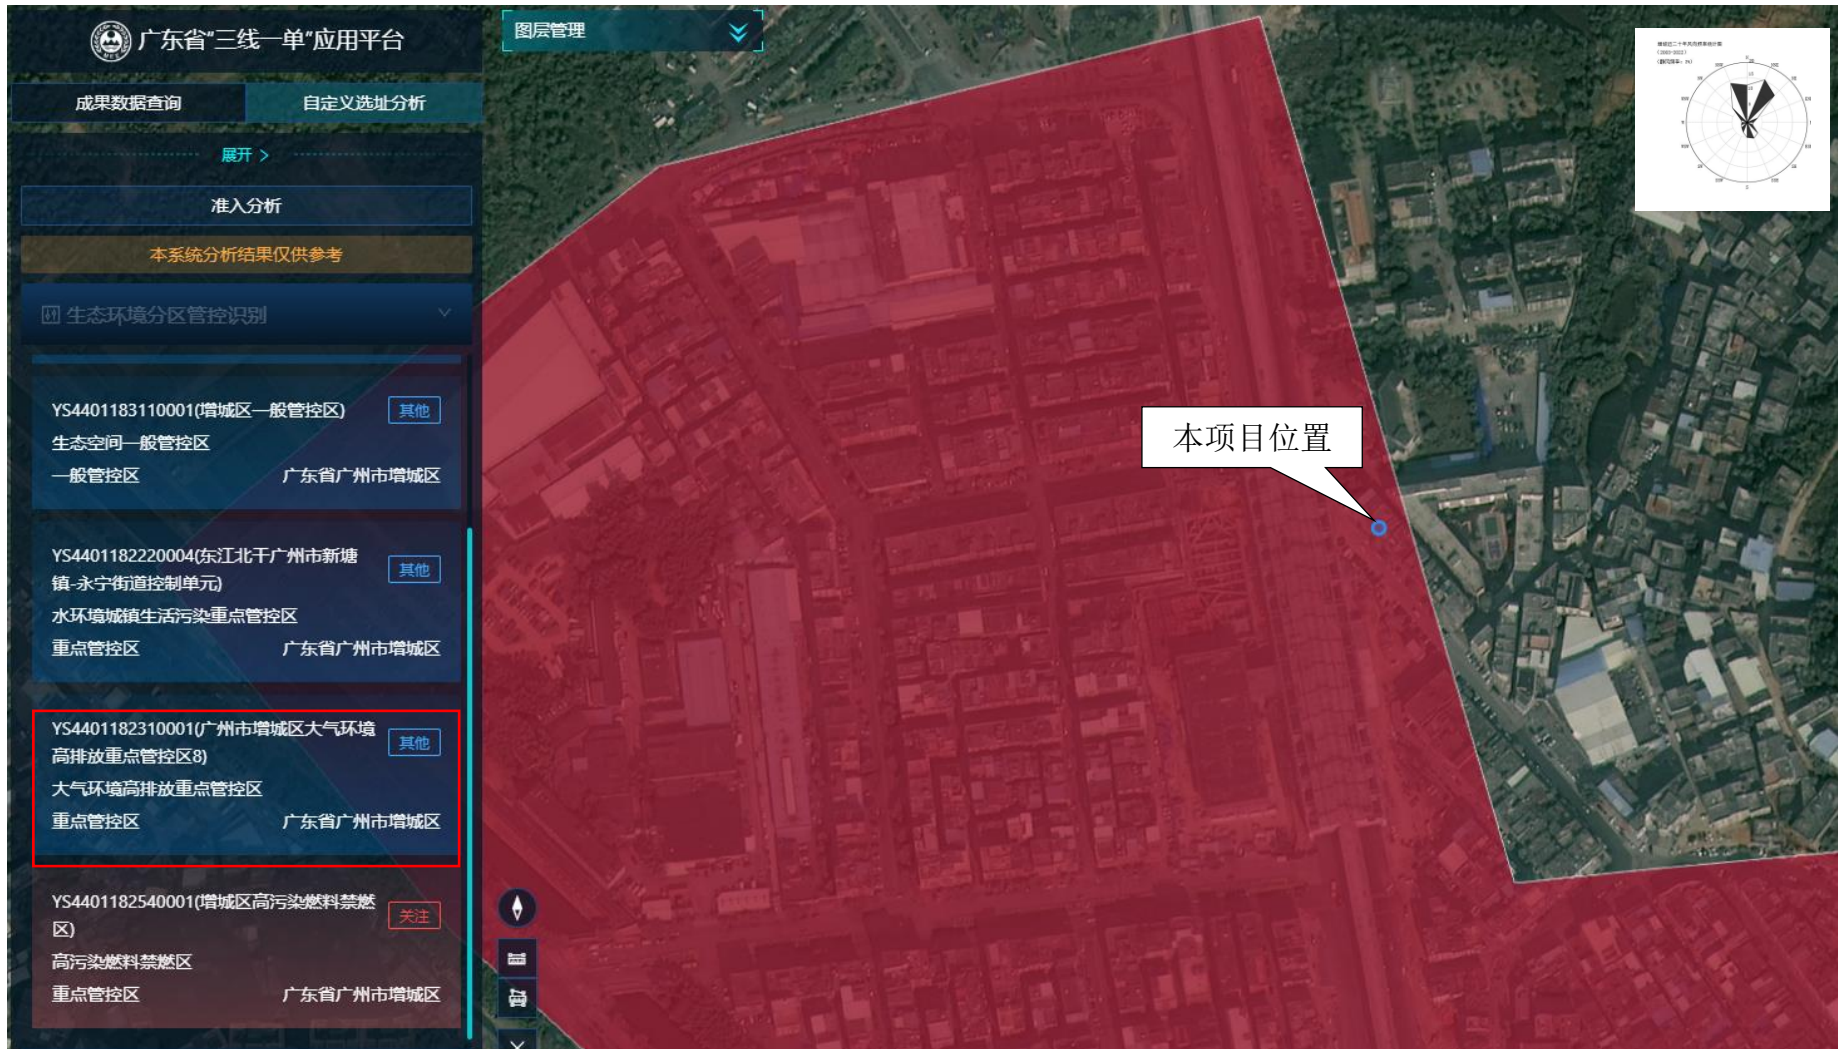 广东省"三线一单"应用平台
成果数据查询
自定义选址分析
展开 >
准入分析
本系统分析结果仅供参考
生态环境分区管控识别
YS4401183110001(增城区一般管控区)
其他
生态空间一般管控区
一般管控区
广东省广州市增城区
YS4401182220004(东江北干广州市新塘
镇-永宁街道控制单元)
其他
水环境城镇生活污染重点管控区
重点管控区
广东省广州市增城区
YS4401182310001(广州市增城区大气环境
高排放重点管控区8)
其他
大气环境高排放重点管控区
重点管控区
广东省广州市增城区
YS4401182540001(增城区高污染燃料禁燃
区)
关注
高污染燃料禁燃区
重点管控区
广东省广州市增城区
图层管理
本项目位置